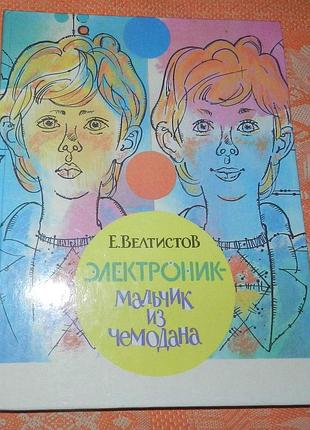 Е.Велтистов
Электроник-
мальчик
из
чемодана